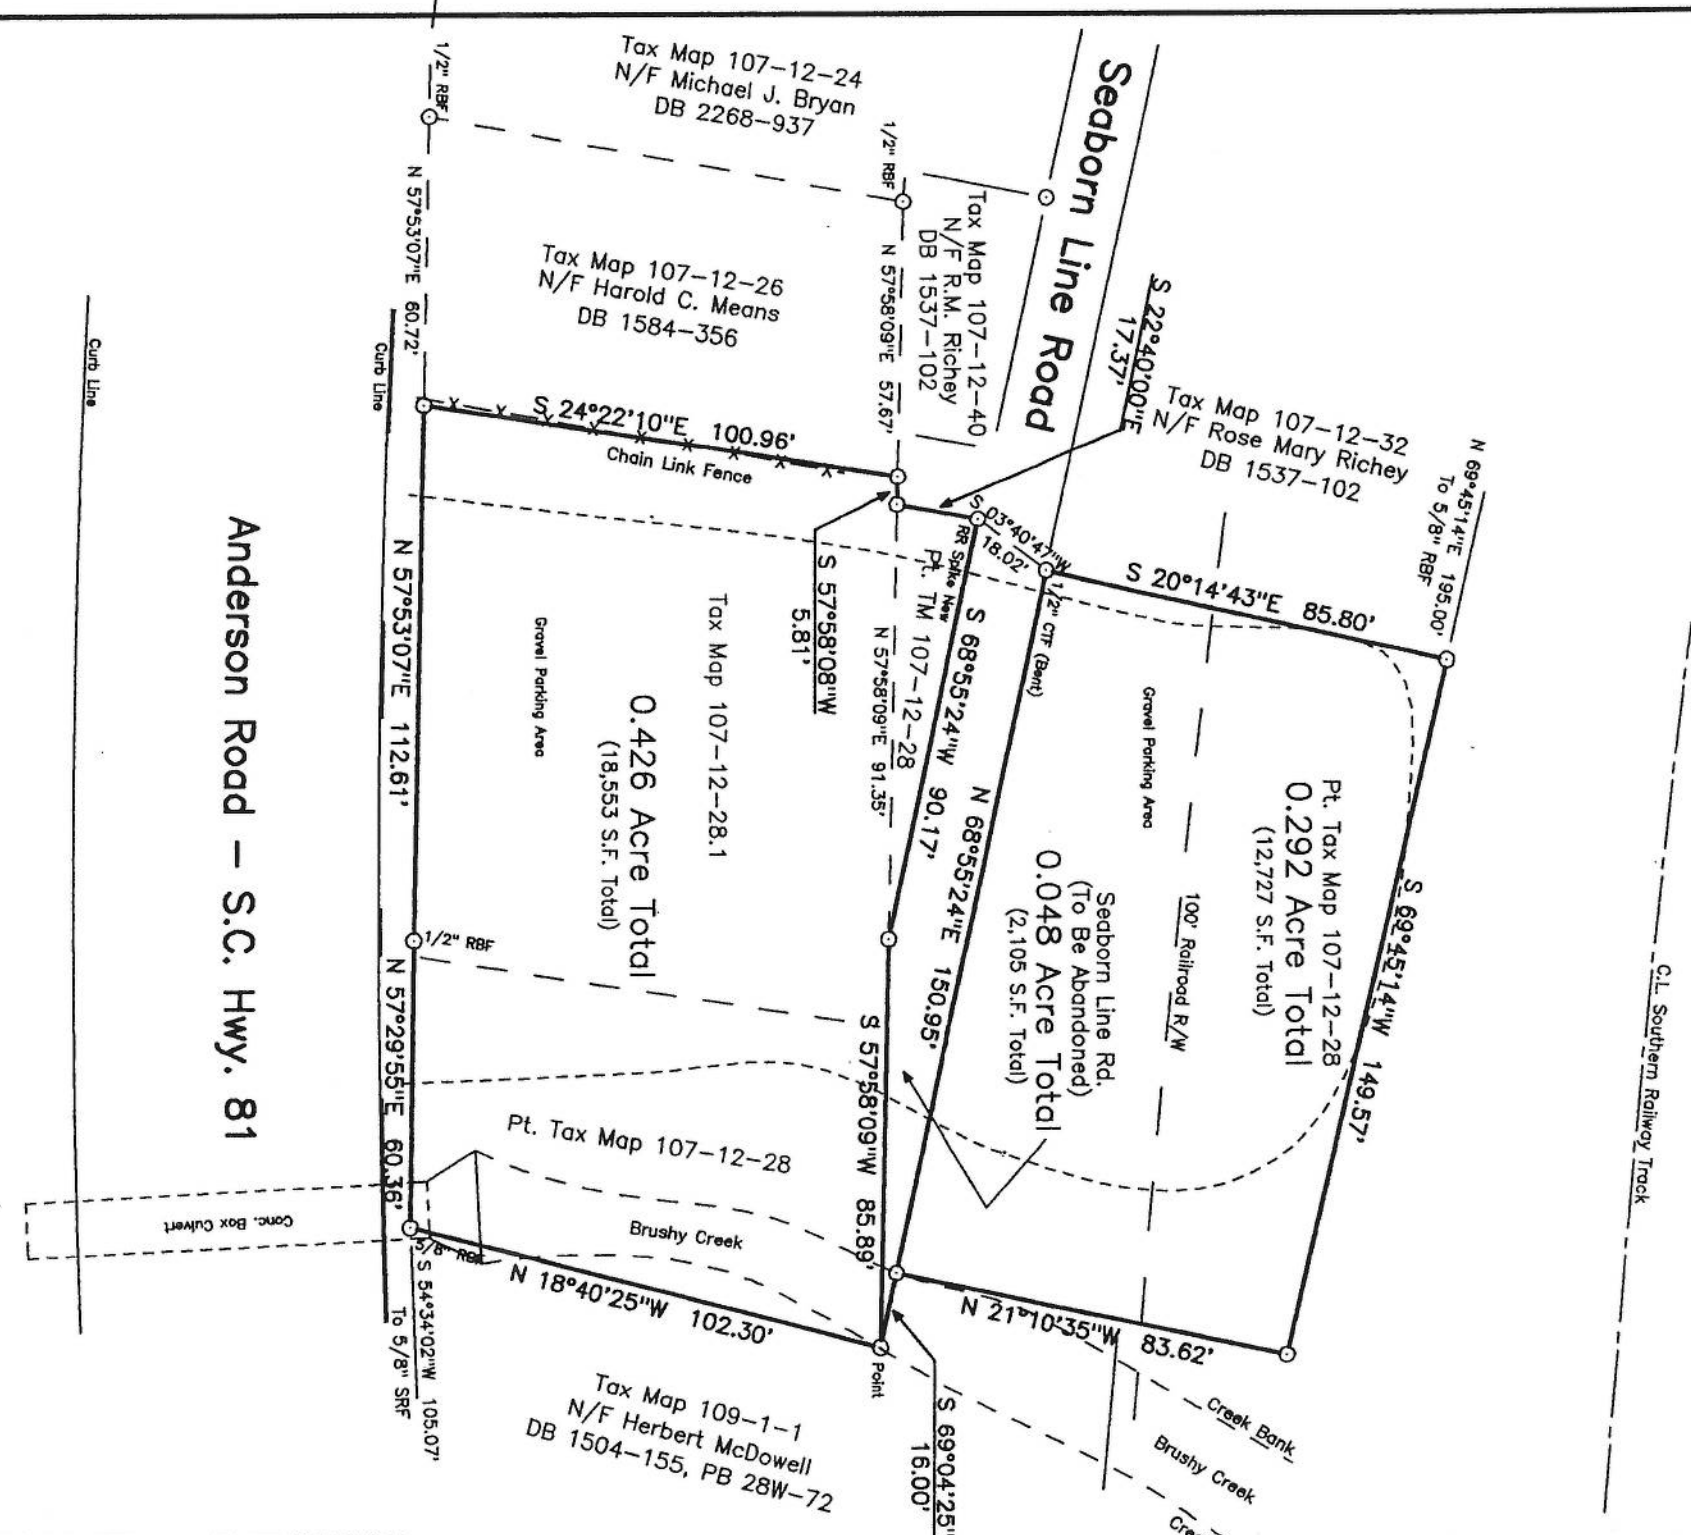 1/2" RBF
Tax Map 107-12-24
N/F Michael J. Bryan
DB 2268-937
1/2" RBF
Seaborn Line Road
N 57°53'07"E 60.72'
Tax Map 107-12-26
N/F Harold C. Means
DB 1584-356
N 57°58'09"E 57.67'
Tax Map 107-12-40
N/F R.M. Richey
DB 1537-102
S 22°40'00"E
17.37'
Tax Map 107-12-32
N/F Rose Mary Richey
DB 1537-102
N 69°45'14"E 195.00'
To 5/8" RBF
Curb Line
Curb Line
S 24°22'10"E 100.96'
Chain Link Fence
S 03°40'47"W
18.02'
RR Spike New
1/2" CTF (Bent)
S 20°14'43"E 85.80'
S 57°58'08"W
5.81'
Pt. TM 107-12-28
N 57°58'09"E 91.35'
S 68°55'24"W 90.17'
N 68°55'24"E 150.95'
Anderson Road - S.C. Hwy. 81
N 57°53'07"E 112.61'
Gravel Parking Area
Tax Map 107-12-28.1
0.426 Acre Total
(18,553 S.F. Total)
Gravel Parking Area
100' Railroad R/W
Pt. Tax Map 107-12-28
0.292 Acre Total
(12,727 S.F. Total)
S 69°45'14"W 149.57'
C.L. Southern Railway Track
Seaborn Line Rd.
(To Be Abandoned)
0.048 Acre Total
(2,105 S.F. Total)
1/2" RBF
N 57°29'55"E 60.36'
S 57°58'09"W 85.89'
Pt. Tax Map 107-12-28
Brushy Creek
Conc. Box Culvert
5/8" RBF
N 18°40'25"W 102.30'
N 21°10'35"W 83.62'
S 54°34'02"W 105.07'
To 5/8" SRF
Point
Tax Map 109-1-1
N/F Herbert McDowell
DB 1504-155, PB 28W-72
S 69°04'25"
16.00'
Creek Bank
Brushy Creek